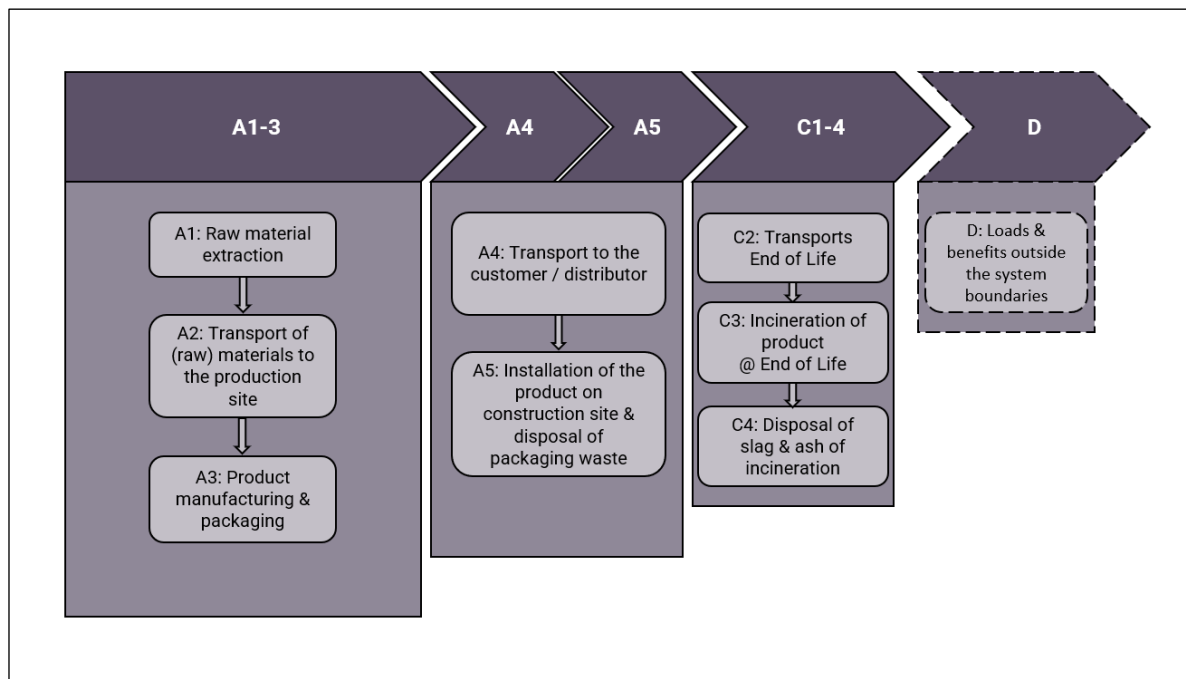 A1-3
A4
A5
C1-4
D
A1: Raw material
extraction
A2: Transport of
(raw) materials to
the production
site
A3: Product
manufacturing &
packaging
A4: Transport to the
customer / distributor
A5: Installation of the
product on
construction site &
disposal of
packaging waste
C2: Transports
End of Life
C3: Incineration of
product
@ End of Life
C4: Disposal of
slag & ash of
incineration
D: Loads &
benefits outside
the system
boundaries